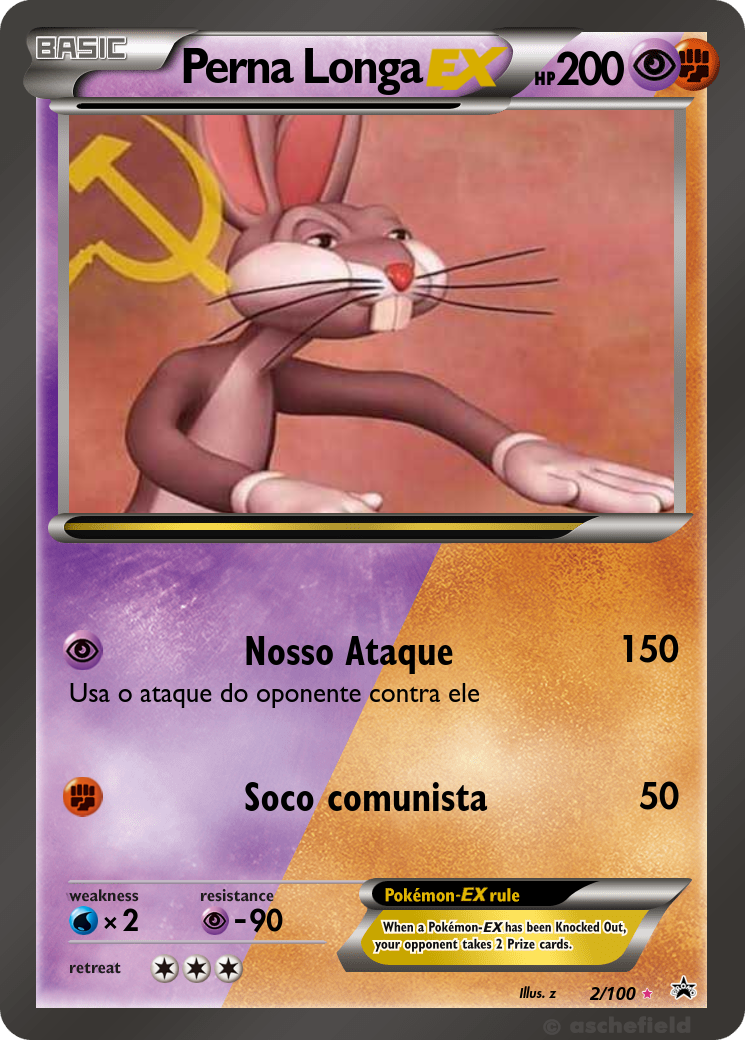 BASIC
Perna Longa EX HP 200
Nosso Ataque 150
Usa o ataque do oponente contra ele
Soco comunista 50
weakness resistance
× 2 -90
Pokémon-EX rule
When a Pokémon-EX has been Knocked Out,
your opponent takes 2 Prize cards.
retreat
Illus. z 2/100
© aschefield